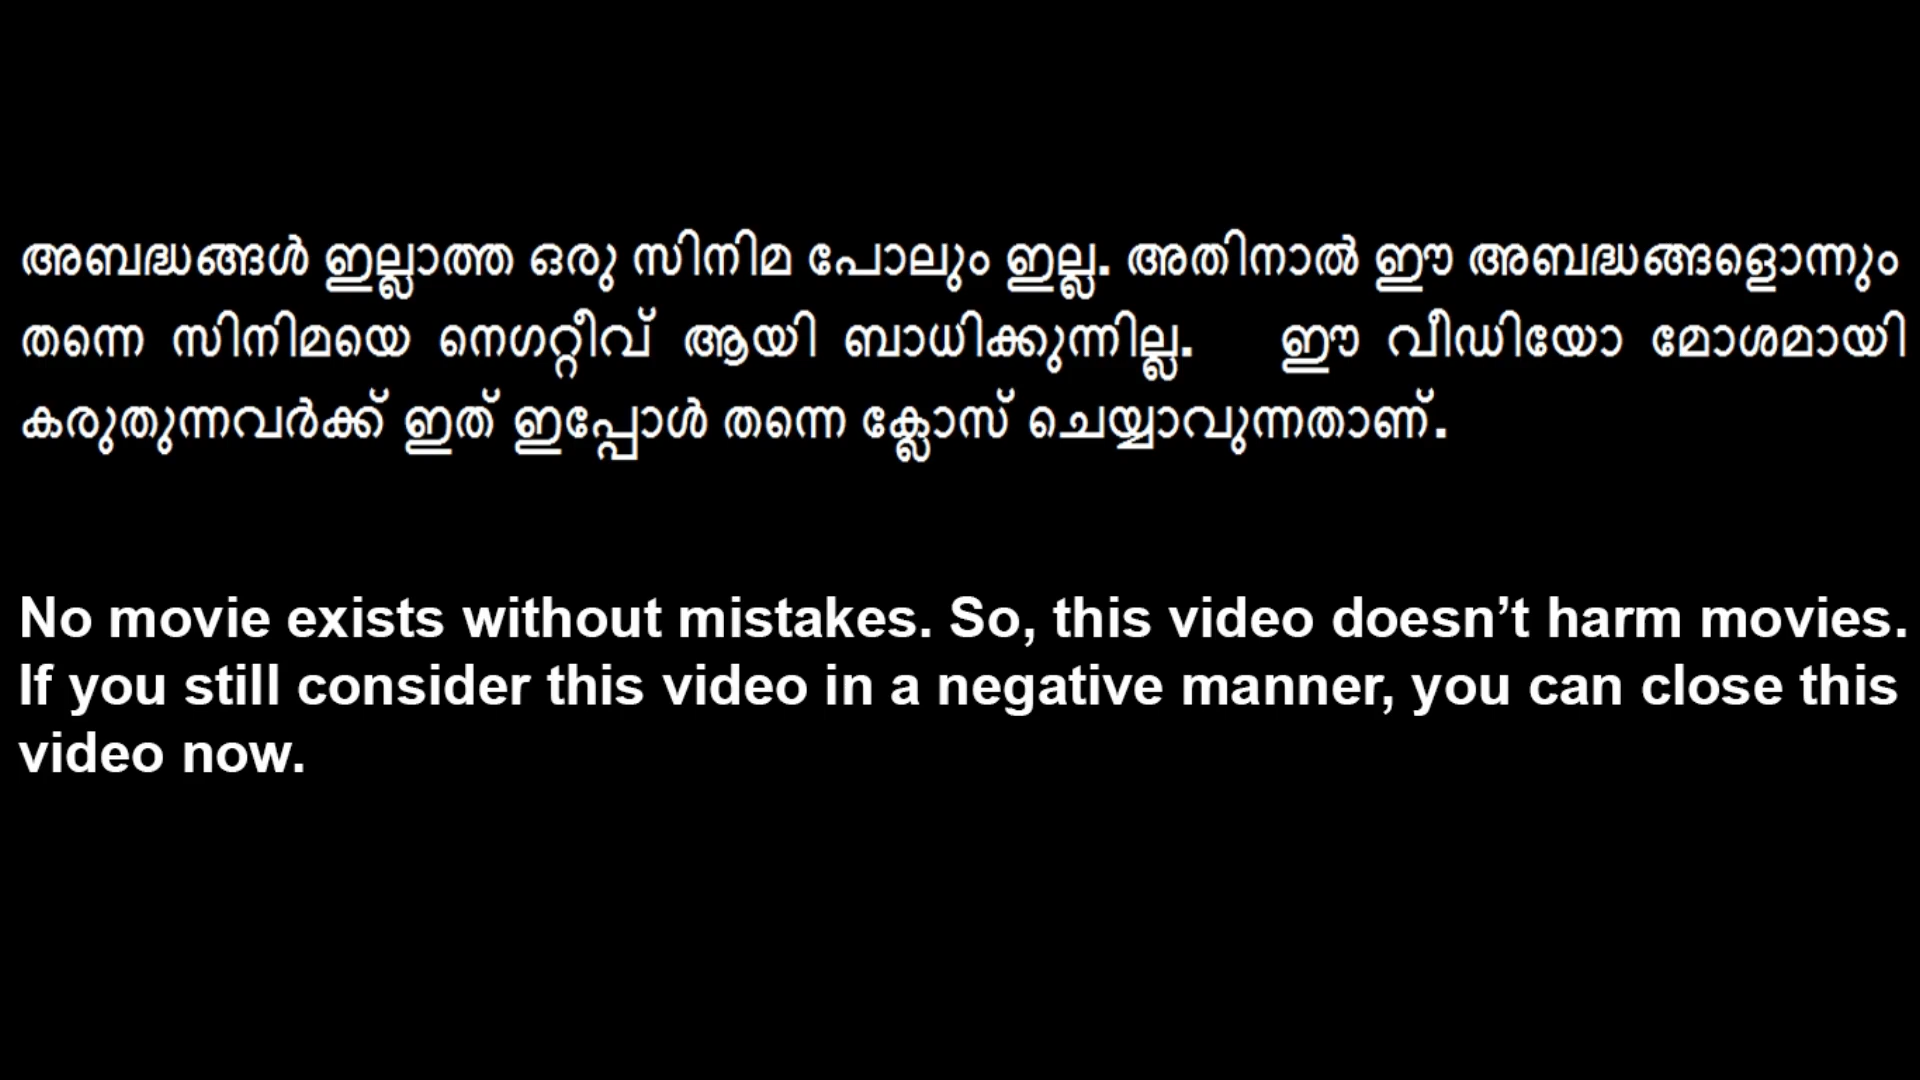 അബദ്ധങ്ങൾ ഇല്ലാത്ത ഒരു സിനിമ പോലും ഇല്ല. അതിനാൽ ഈ അബദ്ധങ്ങളൊന്നും
തന്നെ സിനിമയെ നെഗറ്റീവ് ആയി ബാധിക്കുന്നില്ല. ഈ വീഡിയോ മോശമായി
കരുതുന്നവർക്ക് ഇത് ഇപ്പോൾ തന്നെ ക്ലോസ് ചെയ്യാവുന്നതാണ്.
No movie exists without mistakes. So, this video doesn’t harm movies.
If you still consider this video in a negative manner, you can close this
video now.